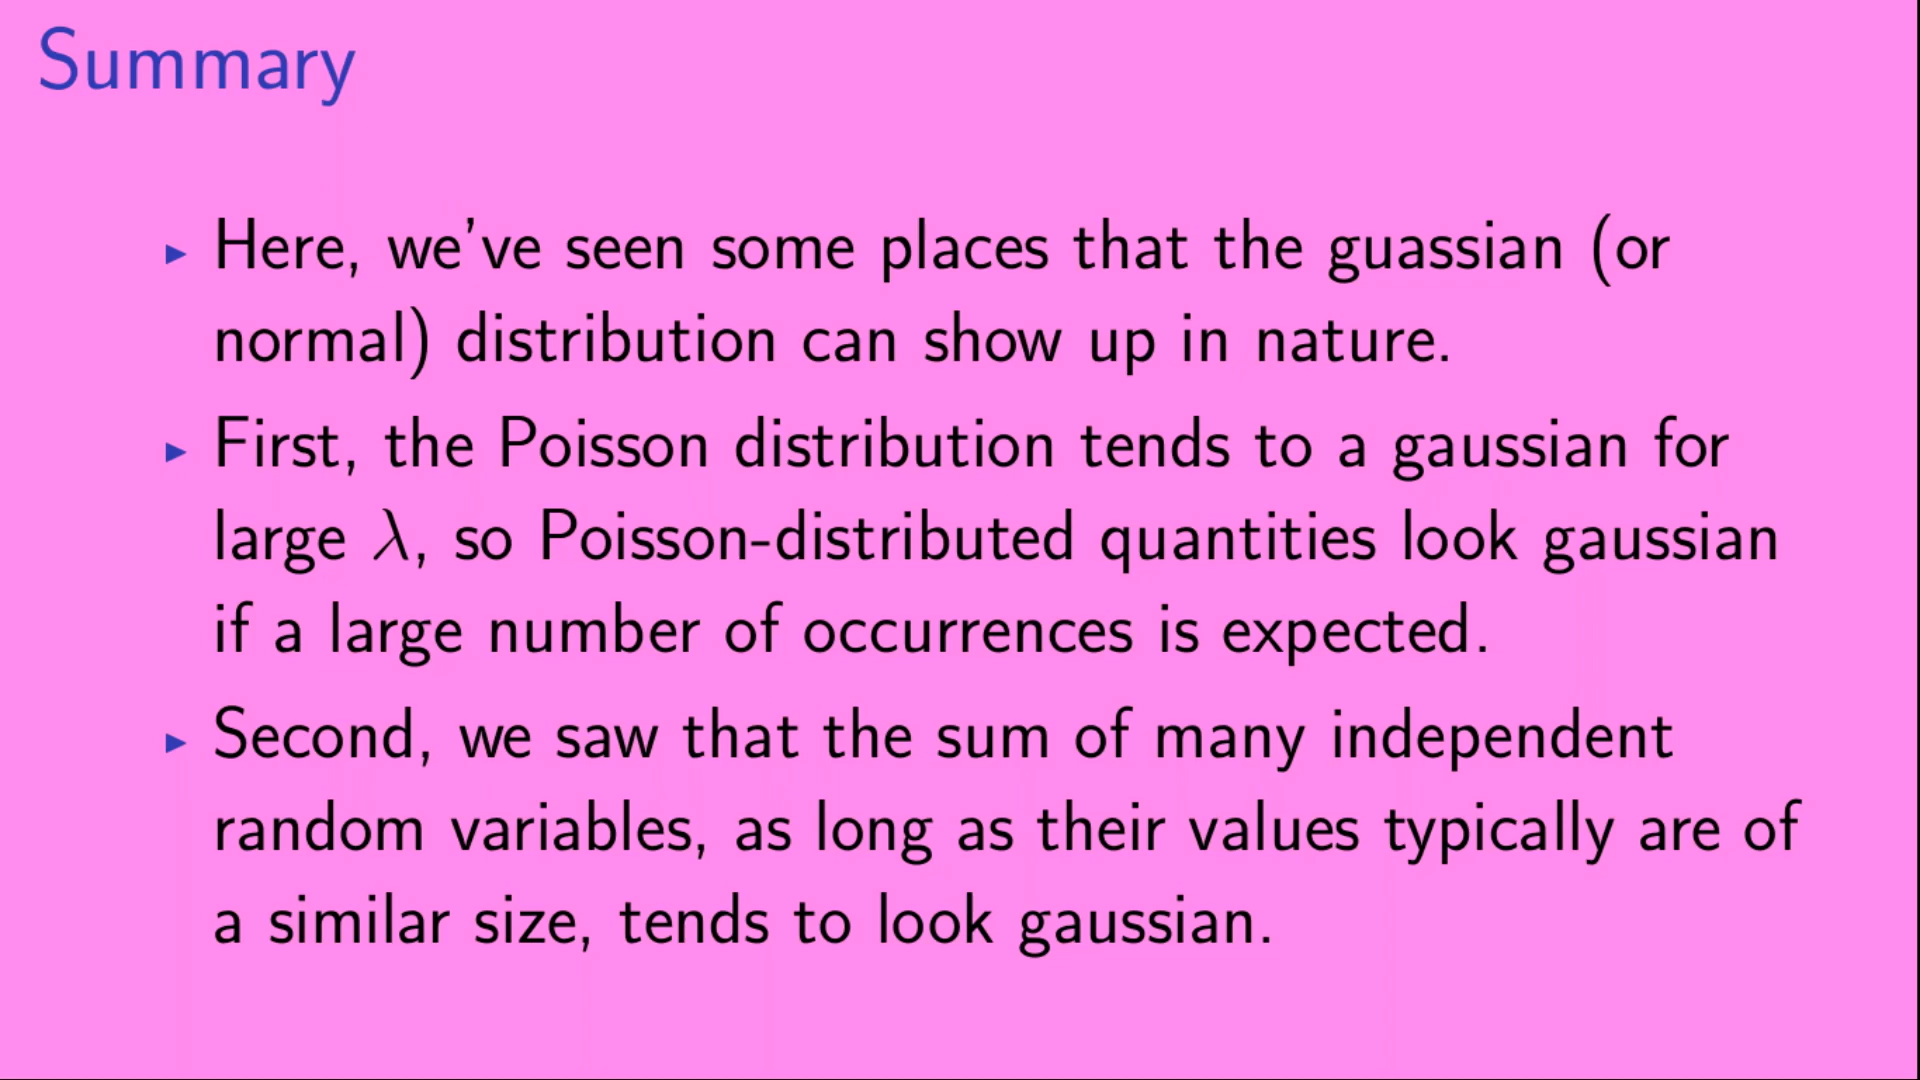 Summary
Here, we've seen some places that the guassian (or
normal) distribution can show up in nature.
First, the Poisson distribution tends to a gaussian for
large λ, so Poisson-distributed quantities look gaussian
if a large number of occurrences is expected.
Second, we saw that the sum of many independent
random variables, as long as their values typically are of
a similar size, tends to look gaussian.